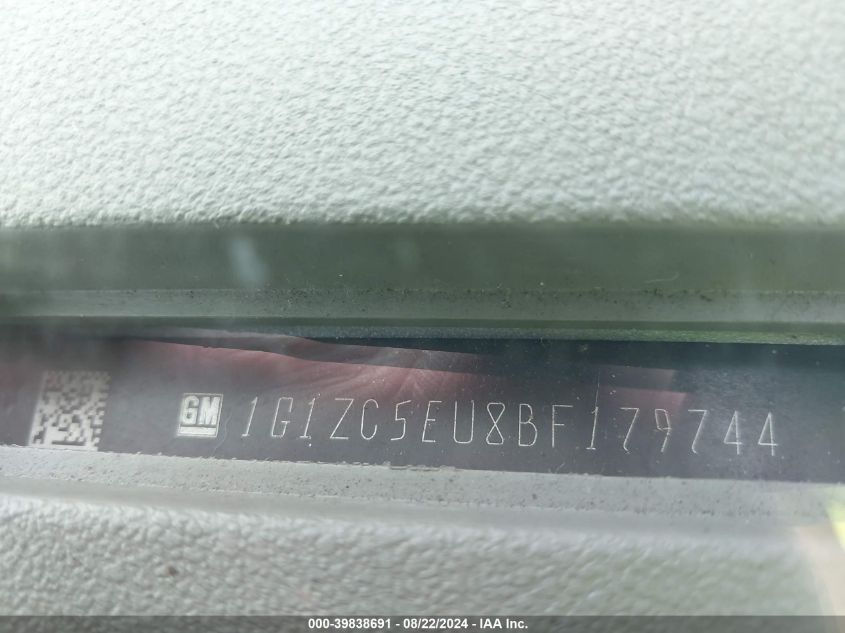 GM 1G1ZC5EU8BF179744
000-39838691 - 08/22/2024 - IAA Inc.